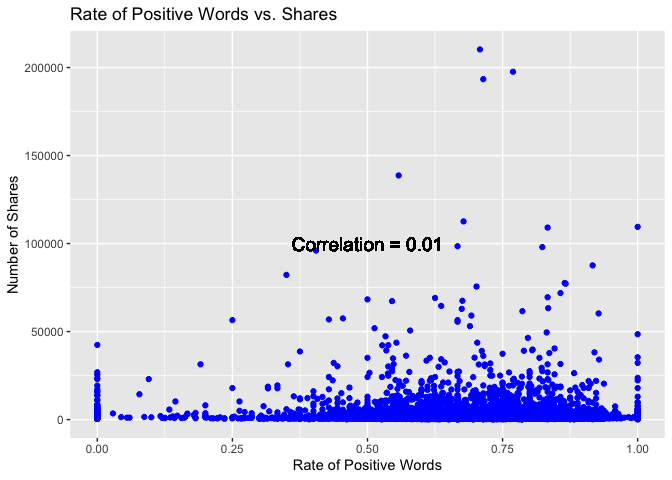 Rate of Positive Words vs. Shares
Number of Shares
200000
150000
100000
50000
0
Correlation = 0.01
0.00 0.25 0.50 0.75 1.00
Rate of Positive Words